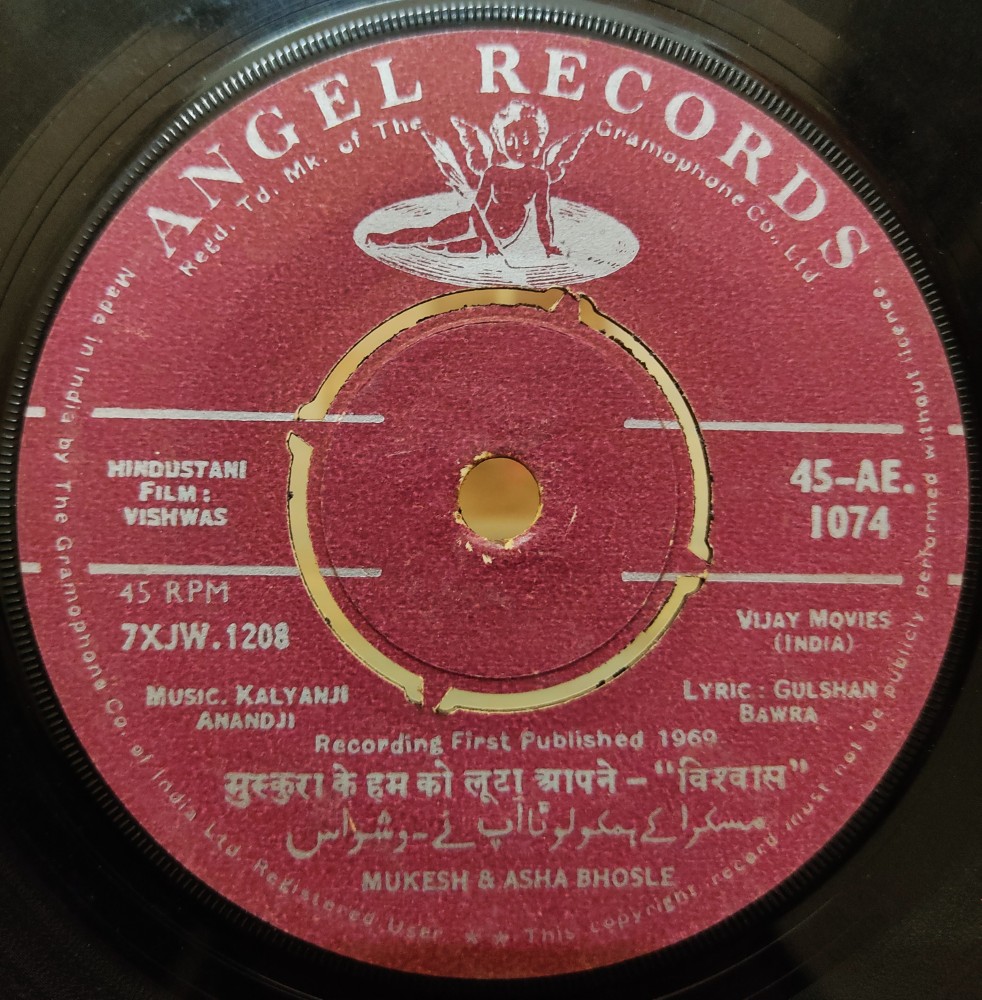 ANGEL RECORDS
Regd. Td. Mk. of The Gramophone Co., Ltd
HINDUSTANI
FILM:
VISHWAS
45-AE.
1074
45 RPM
7XJW.1208
VIJAY MOVIES
(INDIA)
MUSIC. KALYANJI
ANANDJI
LYRIC: GULSHAN
BAWRA
Recording First Published 1969
मुस्कुरा के हम को लूटा आपने – "विश्वास"
مسکرا کے ہمکو لوٹا آپ نے - وشواس
MUKESH & ASHA BHOSLE
Made in India by The Gramophone Co. of India Ltd. Registered User ★ ★ This copyright record must not be publicly performed without licence.